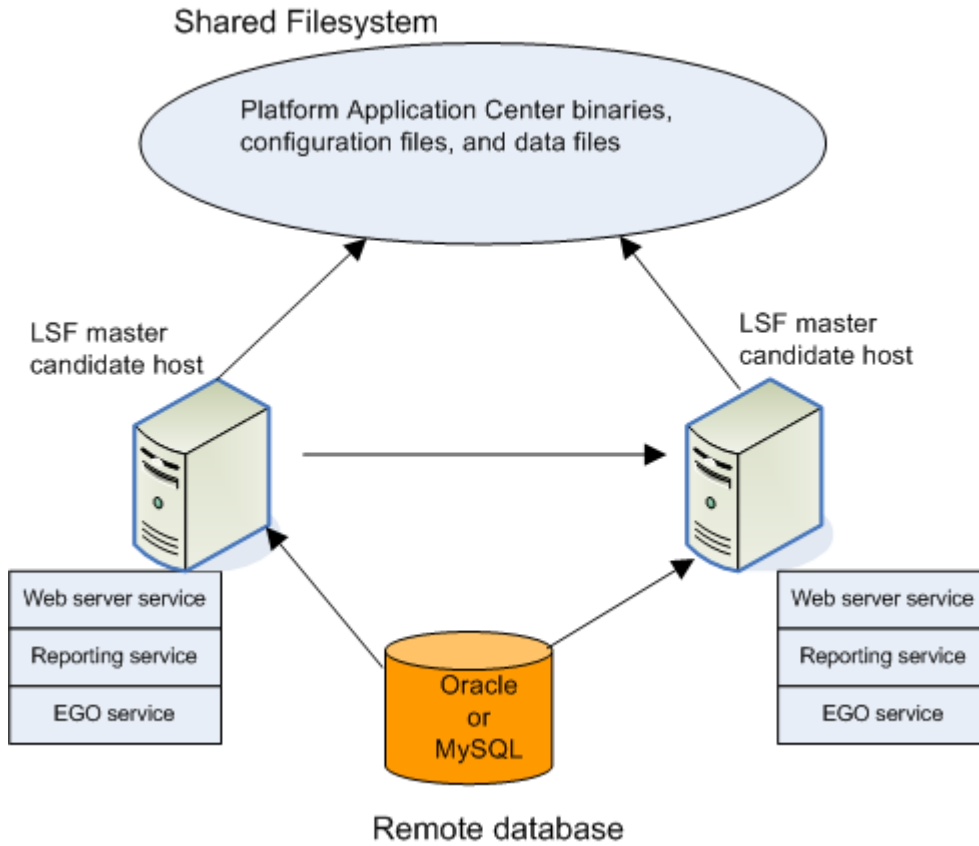 Shared Filesystem
Platform Application Center binaries,
configuration files, and data files
LSF master
candidate host
LSF master
candidate host
Web server service
Reporting service
EGO service
Web server service
Reporting service
EGO service
Oracle
or
MySQL
Remote database